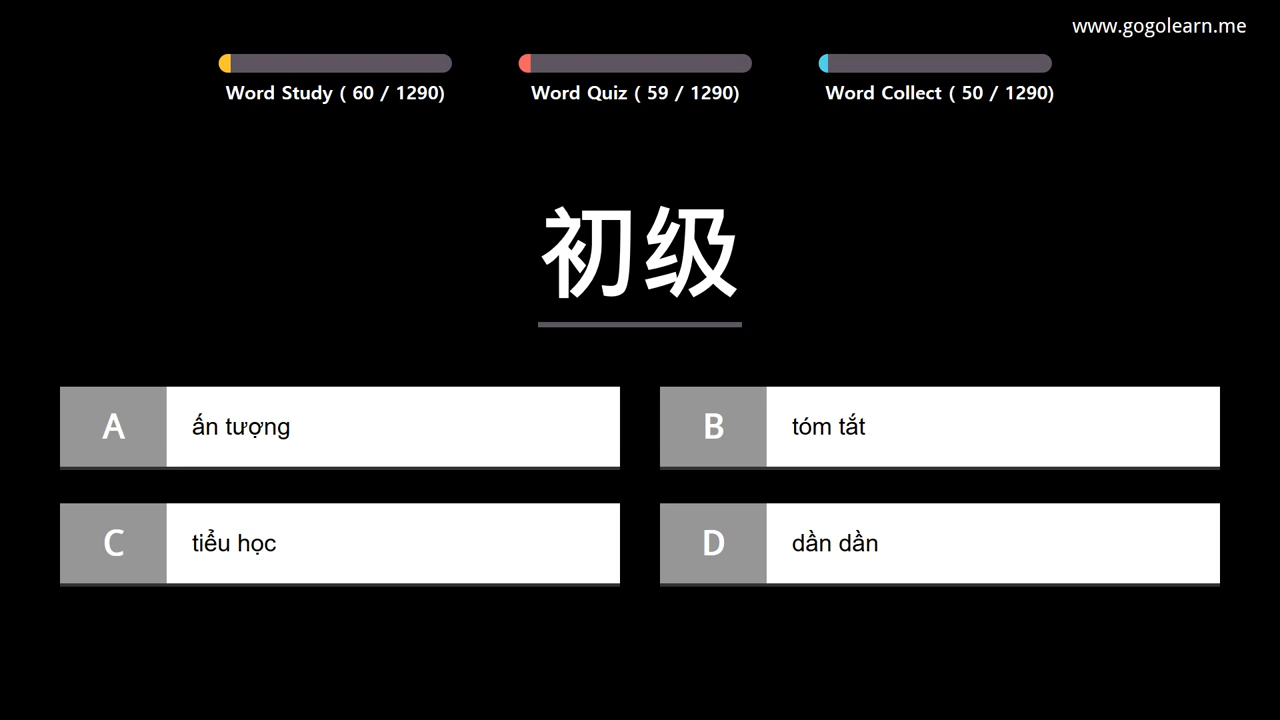 www.gogolearn.me
Word Study ( 60 / 1290)
Word Quiz ( 59 / 1290)
Word Collect ( 50 / 1290)
初级
A
ấn tượng
B
tóm tắt
C
tiểu học
D
dần dần